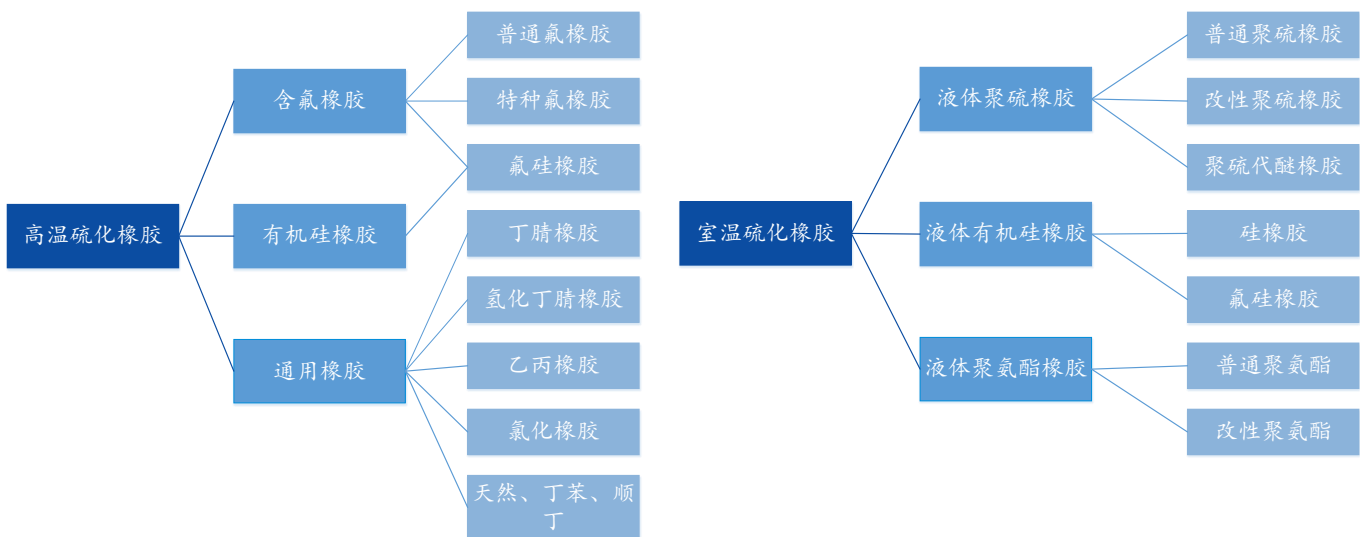 高温硫化橡胶
含氟橡胶
普通氟橡胶
特种氟橡胶
氟硅橡胶
有机硅橡胶
通用橡胶
丁腈橡胶
氢化丁腈橡胶
乙丙橡胶
氯化橡胶
天然、丁苯、顺
丁
室温硫化橡胶
液体聚硫橡胶
普通聚硫橡胶
改性聚硫橡胶
聚硫代醚橡胶
液体有机硅橡胶
硅橡胶
氟硅橡胶
液体聚氨酯橡胶
普通聚氨酯
改性聚氨酯